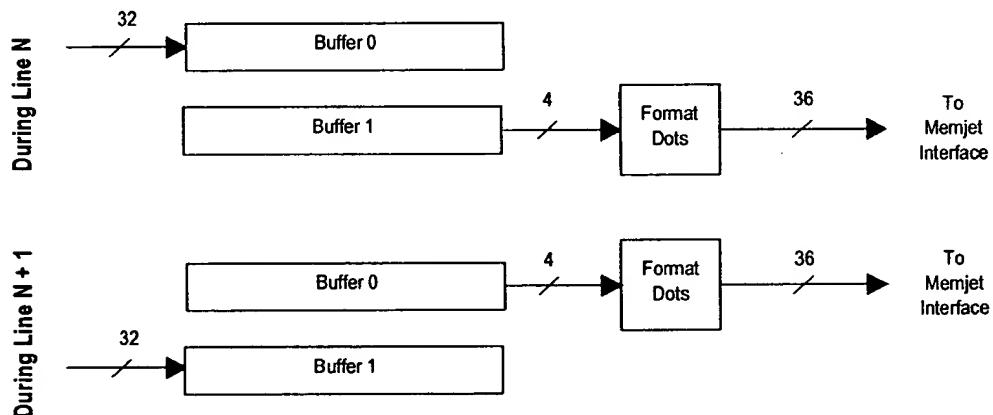 During Line N
32
Buffer 0
Buffer 1
4
Format
Dots
36
To
Memjet
Interface
During Line N + 1
Buffer 0
4
Format
Dots
36
To
Memjet
Interface
32
Buffer 1